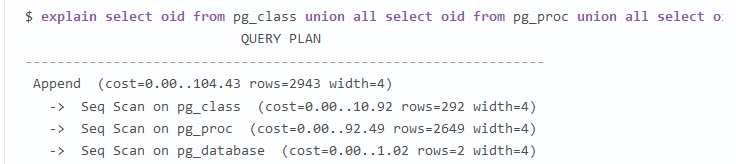 $ explain select oid from pg_class union all select oid from pg_proc union all select
QUERY PLAN
------------------------------------------------------------------
Append  (cost=0.00..104.43 rows=2943 width=4)
->  Seq Scan on pg_class  (cost=0.00..10.92 rows=292 width=4)
->  Seq Scan on pg_proc  (cost=0.00..92.49 rows=2649 width=4)
->  Seq Scan on pg_database  (cost=0.00..1.02 rows=2 width=4)